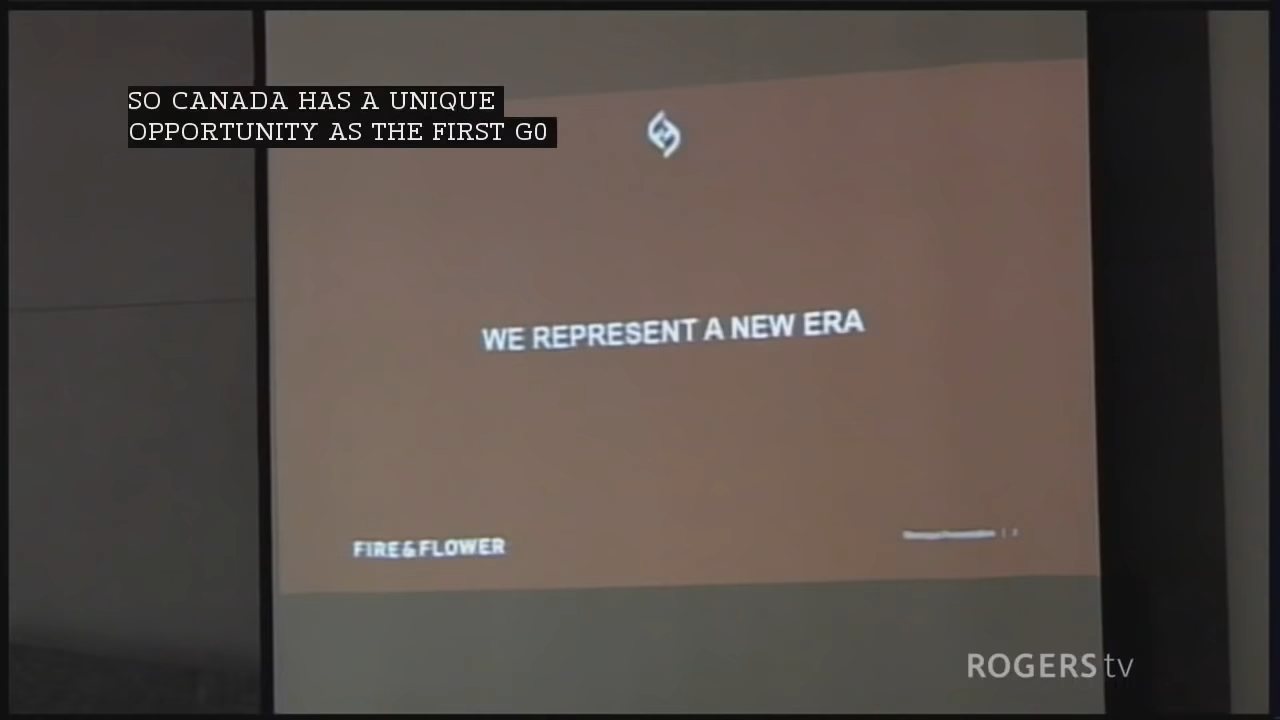 SO CANADA HAS A UNIQUE
OPPORTUNITY AS THE FIRST G0
WE REPRESENT A NEW ERA
FIRE&FLOWER
ROGERS tv